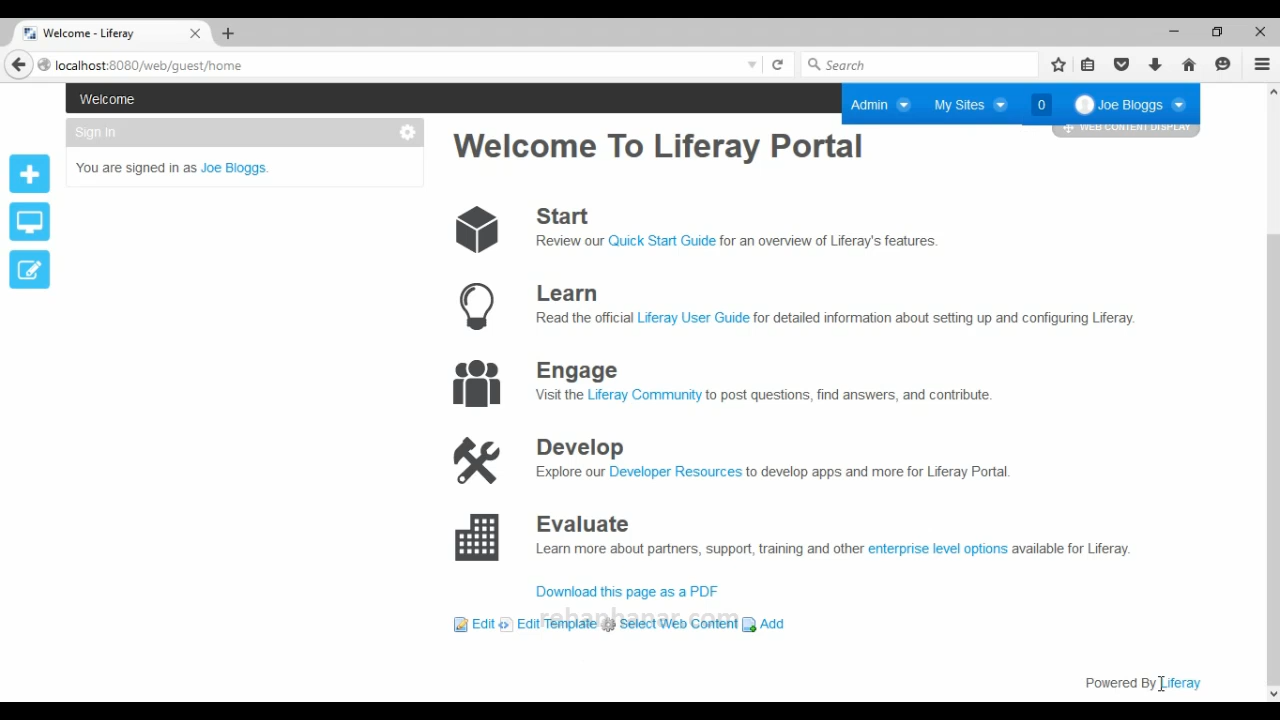 Welcome - Liferay
localhost:8080/web/guest/home
Search
Welcome
Admin
My Sites
0
Joe Bloggs
WEB CONTENT DISPLAY
Sign In
You are signed in as Joe Bloggs.
Welcome To Liferay Portal
Start
Review our Quick Start Guide for an overview of Liferay's features.
Learn
Read the official Liferay User Guide for detailed information about setting up and configuring Liferay.
Engage
Visit the Liferay Community to post questions, find answers, and contribute.
Develop
Explore our Developer Resources to develop apps and more for Liferay Portal.
Evaluate
Learn more about partners, support, training and other enterprise level options available for Liferay.
Download this page as a PDF
Edit Edit Template Select Web Content Add
Powered By Liferay